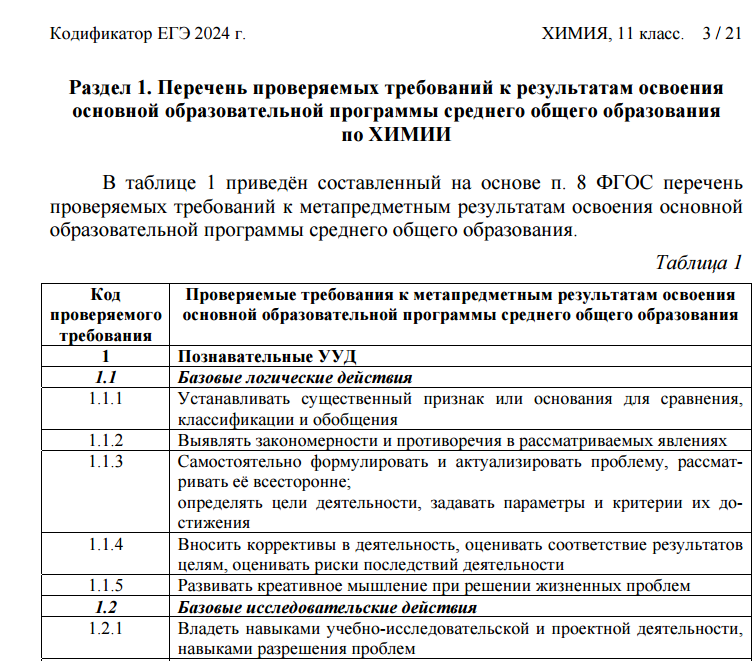 Кодификатор ЕГЭ 2024 г. ХИМИЯ, 11 класс. 3 / 21
Раздел 1. Перечень проверяемых требований к результатам освоения
основной образовательной программы среднего общего образования
по ХИМИИ
В таблице 1 приведён составленный на основе п. 8 ФГОС перечень
проверяемых требований к метапредметным результатам освоения основной
образовательной программы среднего общего образования.
Таблица 1
Код
проверяемого
требования
Проверяемые требования к метапредметным результатам освоения
основной образовательной программы среднего общего образования
1 Познавательные УУД
1.1 Базовые логические действия
1.1.1 Устанавливать существенный признак или основания для сравнения,
классификации и обобщения
1.1.2 Выявлять закономерности и противоречия в рассматриваемых явлениях
1.1.3 Самостоятельно формулировать и актуализировать проблему, рассмат-
ривать её всесторонне;
определять цели деятельности, задавать параметры и критерии их до-
стижения
1.1.4 Вносить коррективы в деятельность, оценивать соответствие результатов
целям, оценивать риски последствий деятельности
1.1.5 Развивать креативное мышление при решении жизненных проблем
1.2 Базовые исследовательские действия
1.2.1 Владеть навыками учебно-исследовательской и проектной деятельности,
навыками разрешения проблем